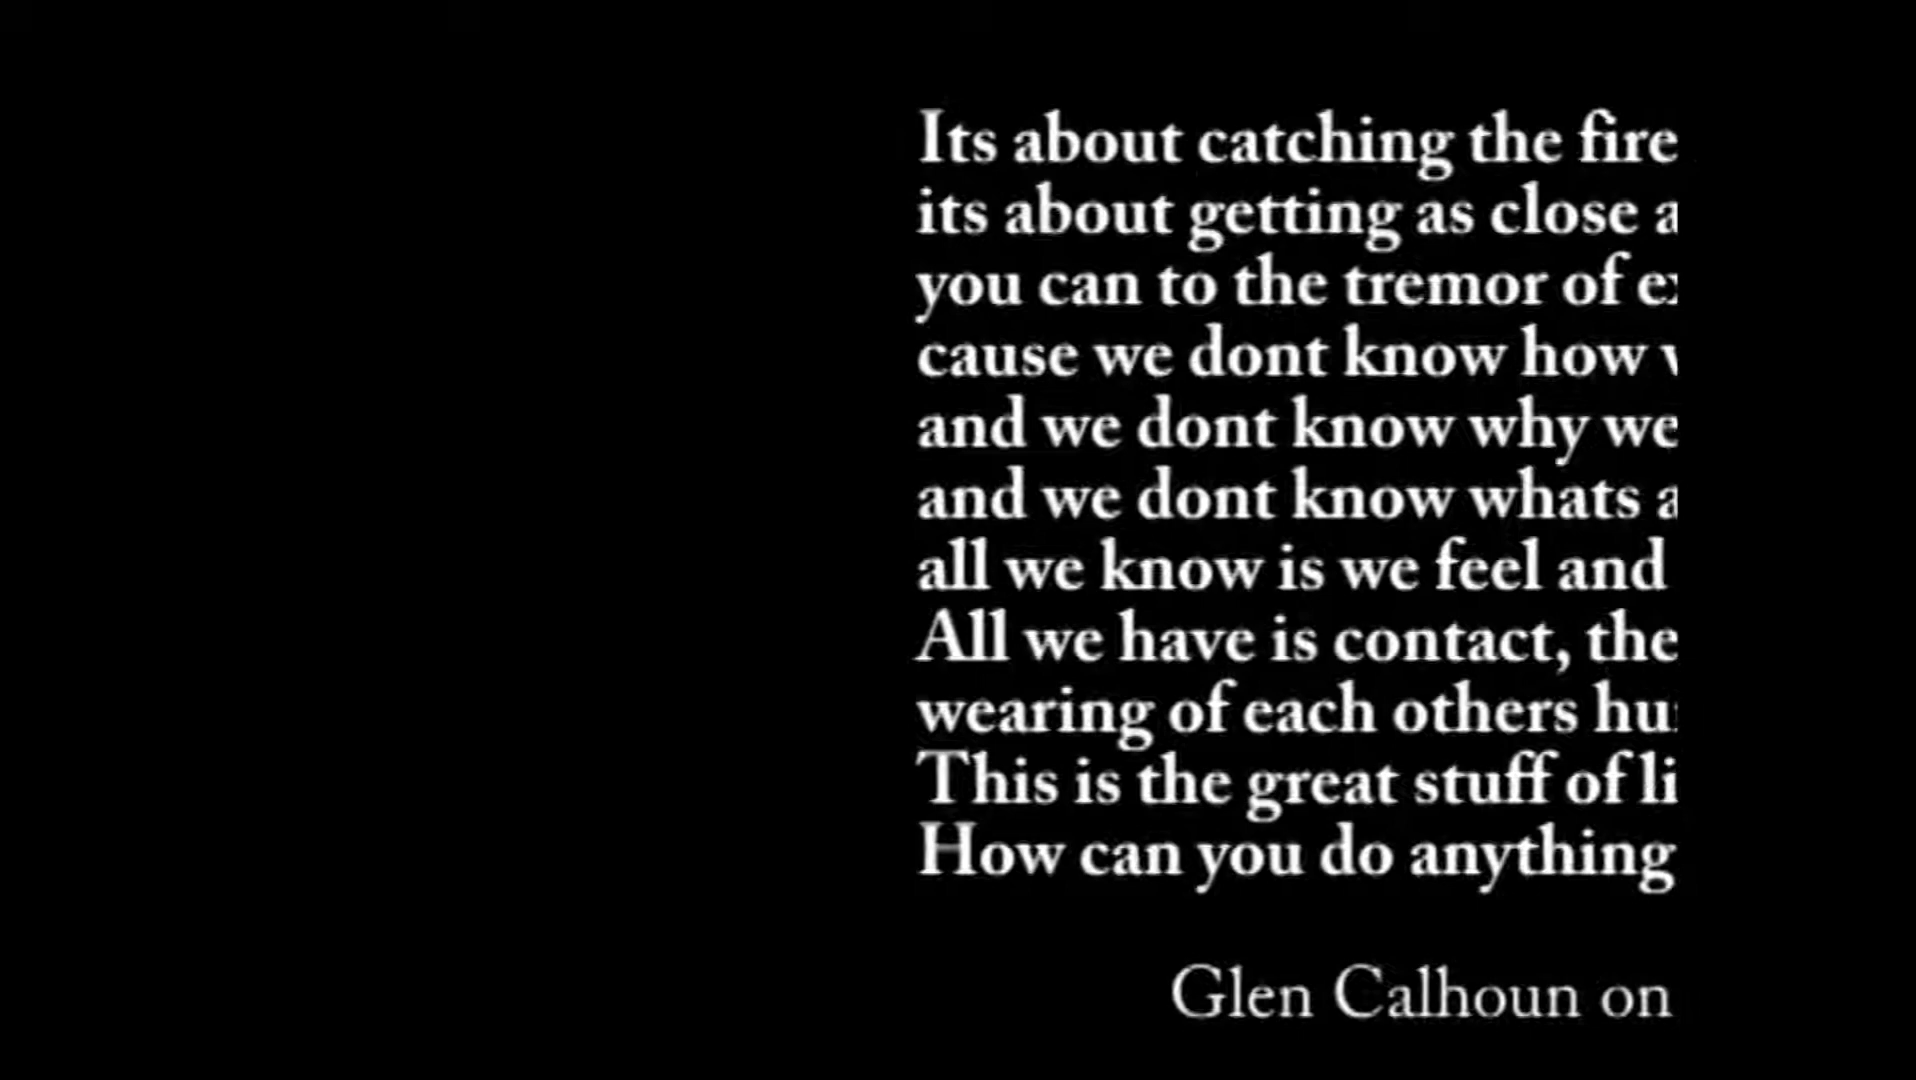 Its about catching the fire
its about getting as close a
you can to the tremor of ex
cause we dont know how
and we dont know why we
and we dont know whats a
all we know is we feel and
All we have is contact, the
wearing of each others hu
This is the great stuff of li
How can you do anything
Glen Calhoun on